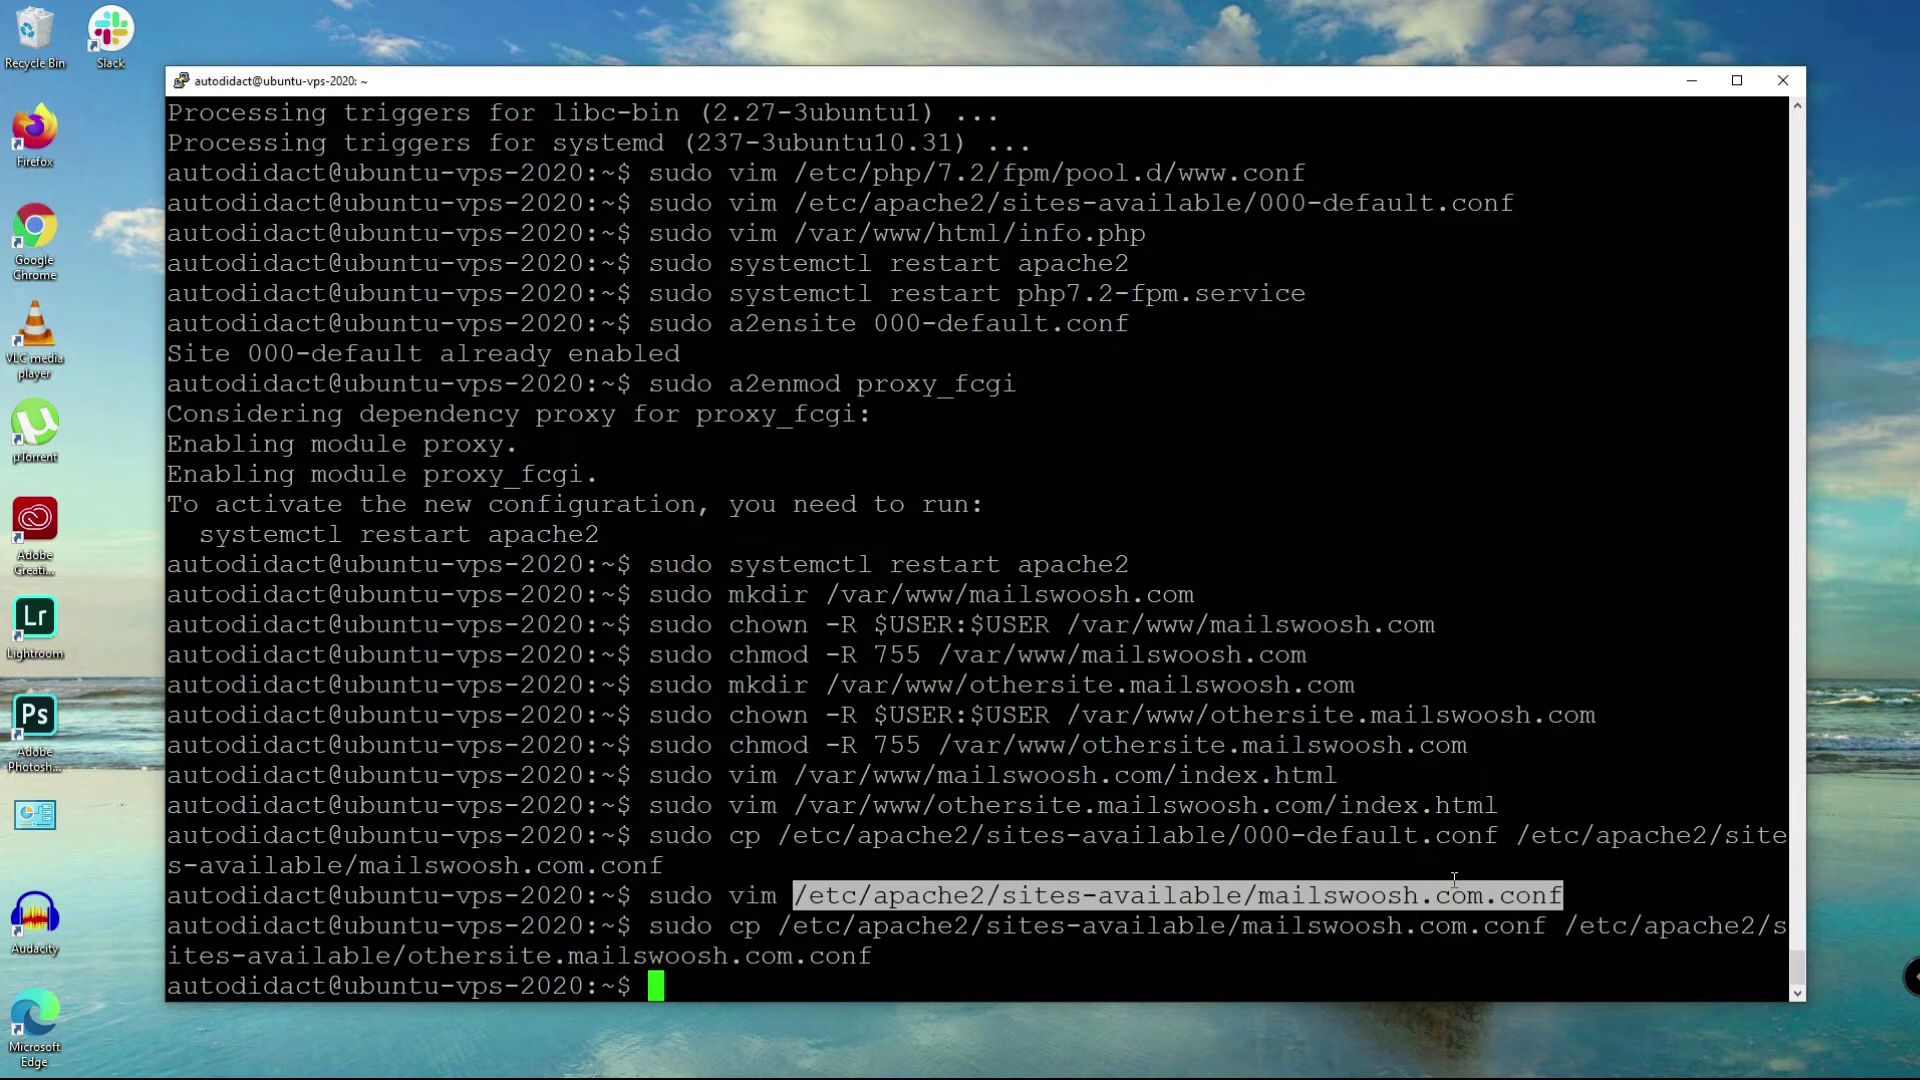 Recycle Bin
Slack
Firefox
Google
Chrome
VLC media
player
µTorrent
Adobe
Creati...
Lr
Lightroom
Ps
Adobe
Photosh...
Audacity
Microsoft
Edge
autodidact@ubuntu-vps-2020: ~
Processing triggers for libc-bin (2.27-3ubuntu1) ...
Processing triggers for systemd (237-3ubuntu10.31) ...
autodidact@ubuntu-vps-2020:~$ sudo vim /etc/php/7.2/fpm/pool.d/www.conf
autodidact@ubuntu-vps-2020:~$ sudo vim /etc/apache2/sites-available/000-default.conf
autodidact@ubuntu-vps-2020:~$ sudo vim /var/www/html/info.php
autodidact@ubuntu-vps-2020:~$ sudo systemctl restart apache2
autodidact@ubuntu-vps-2020:~$ sudo systemctl restart php7.2-fpm.service
autodidact@ubuntu-vps-2020:~$ sudo a2ensite 000-default.conf
Site 000-default already enabled
autodidact@ubuntu-vps-2020:~$ sudo a2enmod proxy_fcgi
Considering dependency proxy for proxy_fcgi:
Enabling module proxy.
Enabling module proxy_fcgi.
To activate the new configuration, you need to run:
  systemctl restart apache2
autodidact@ubuntu-vps-2020:~$ sudo systemctl restart apache2
autodidact@ubuntu-vps-2020:~$ sudo mkdir /var/www/mailswoosh.com
autodidact@ubuntu-vps-2020:~$ sudo chown -R $USER:$USER /var/www/mailswoosh.com
autodidact@ubuntu-vps-2020:~$ sudo chmod -R 755 /var/www/mailswoosh.com
autodidact@ubuntu-vps-2020:~$ sudo mkdir /var/www/othersite.mailswoosh.com
autodidact@ubuntu-vps-2020:~$ sudo chown -R $USER:$USER /var/www/othersite.mailswoosh.com
autodidact@ubuntu-vps-2020:~$ sudo chmod -R 755 /var/www/othersite.mailswoosh.com
autodidact@ubuntu-vps-2020:~$ sudo vim /var/www/mailswoosh.com/index.html
autodidact@ubuntu-vps-2020:~$ sudo vim /var/www/othersite.mailswoosh.com/index.html
autodidact@ubuntu-vps-2020:~$ sudo cp /etc/apache2/sites-available/000-default.conf /etc/apache2/site
s-available/mailswoosh.com.conf
autodidact@ubuntu-vps-2020:~$ sudo vim /etc/apache2/sites-available/mailswoosh.com.conf
autodidact@ubuntu-vps-2020:~$ sudo cp /etc/apache2/sites-available/mailswoosh.com.conf /etc/apache2/s
ites-available/othersite.mailswoosh.com.conf
autodidact@ubuntu-vps-2020:~$